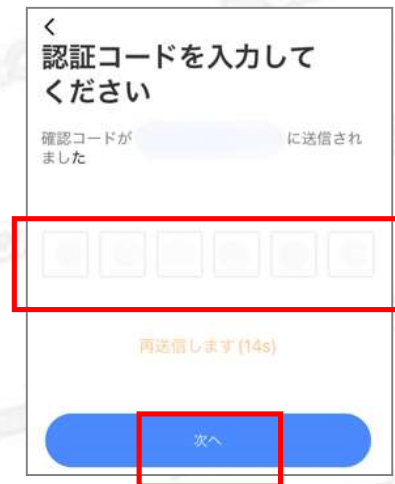 認証コードを入力して
ください
確認コードが に送信され
ました
再送信します (14s)
次へ